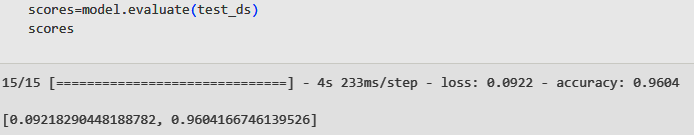 scores=model.evaluate(test_ds)
scores
15/15 [==============================] - 4s 233ms/step - loss: 0.0922 - accuracy: 0.9604
[0.09218290448188782, 0.9604166746139526]